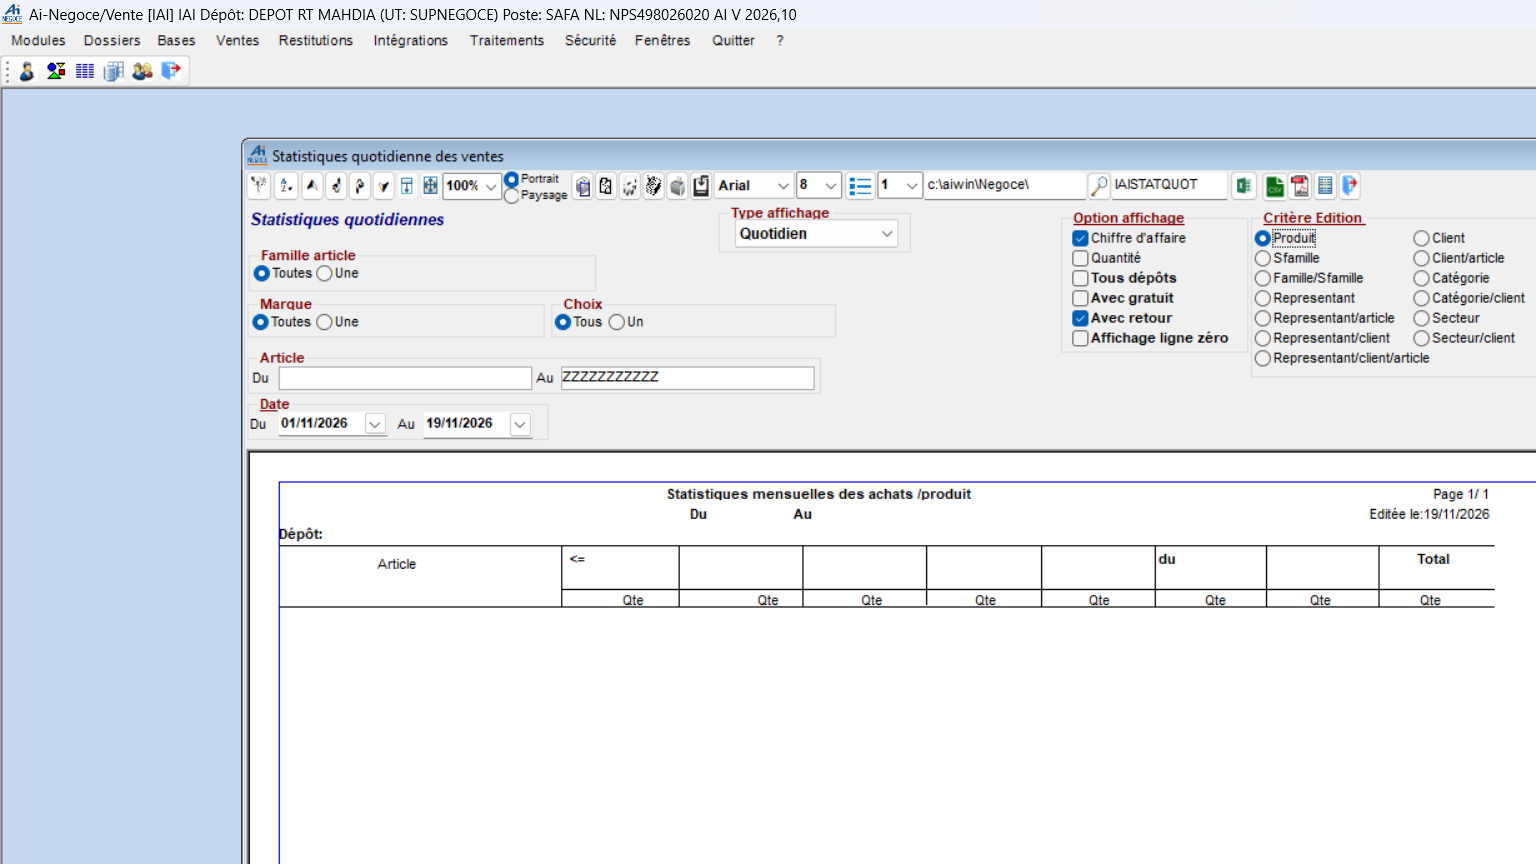 Ai-Negoce/Vente [IAI] IAI Dépôt: DEPOT RT MAHDIA (UT: SUPNEGOCE) Poste: SAFA NL: NPS498026020 AI V 2026,10
Modules Dossiers Bases Ventes Restitutions Intégrations Traitements Sécurité Fenêtres Quitter ?
Statistiques quotidienne des ventes
100% Portrait Paysage Arial 8 1 c:\aiwin\Negoce\ IAISTATQUOT
Statistiques quotidiennes
Type affichage
Quotidien
Famille article
Toutes Une
Marque
Toutes Une
Choix
Tous Un
Article
Du Au ZZZZZZZZZZZ
Date
Du 01/11/2026 Au 19/11/2026
Option affichage
Chiffre d'affaire
Quantité
Tous dépôts
Avec gratuit
Avec retour
Affichage ligne zéro
Critère Edition
Produit Client
Sfamille Client/article
Famille/Sfamille Catégorie
Representant Catégorie/client
Representant/article Secteur
Representant/client Secteur/client
Representant/client/article
Statistiques mensuelles des achats /produit Page 1/ 1
Du Au Editée le:19/11/2026
Dépôt:
Article <= du Total
Qte Qte Qte Qte Qte Qte Qte Qte